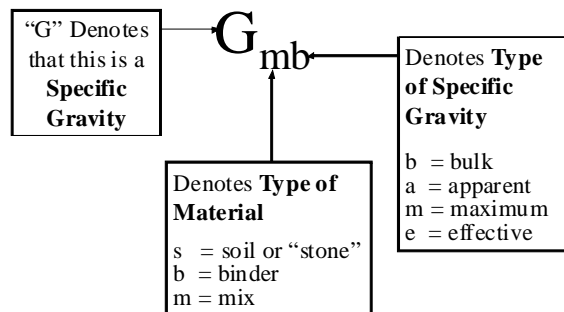 “G” Denotes
that this is a
Specific
Gravity
Gmb
Denotes Type
of Specific
Gravity
b = bulk
a = apparent
m = maximum
e = effective
Denotes Type of
Material
s = soil or “stone”
b = binder
m = mix